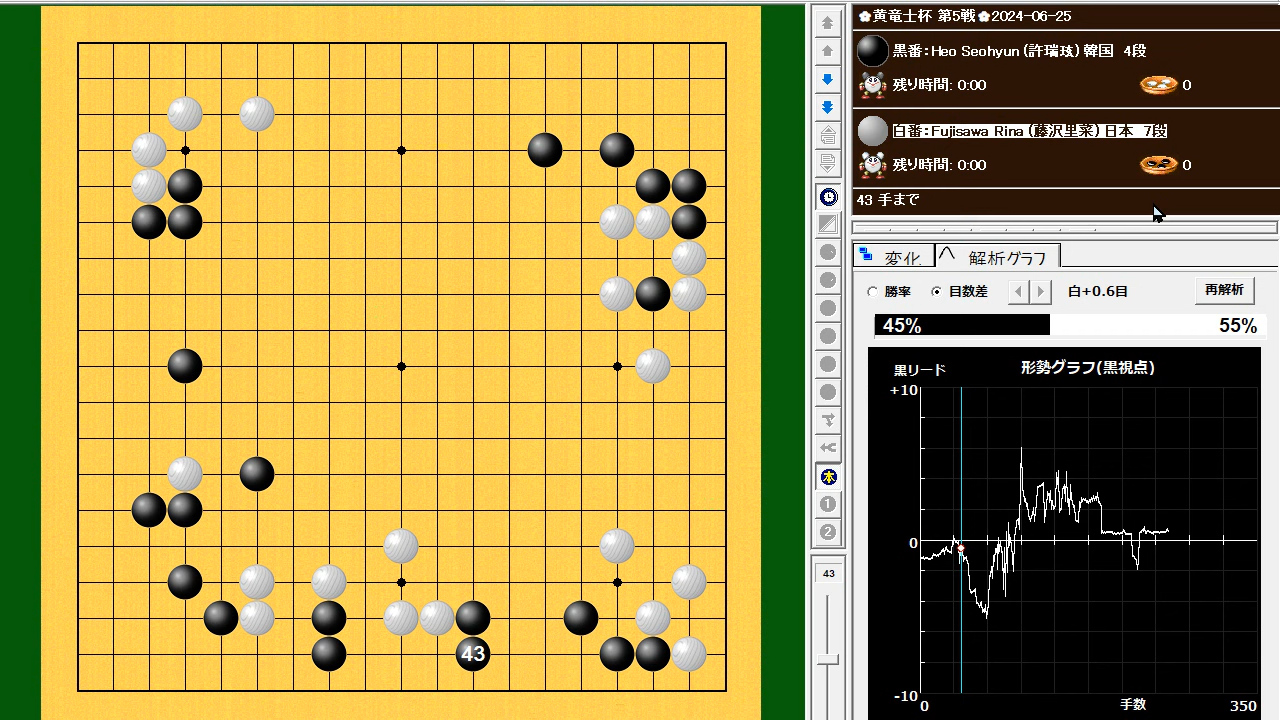 黄竜士杯 第5戦 2024-06-25
黒番:Heo Seohyun (許瑞玹) 韓国 4段
残り時間: 0:00 0
白番:Fujisawa Rina (藤沢里菜) 日本 7段
残り時間: 0:00 0
43 手まで
変化 解析グラフ
勝率 目数差 白+0.6目 再解析
45% 55%
黒リード 形勢グラフ(黒視点)
+10
0
-10
0 手数 350
1
2
43
43